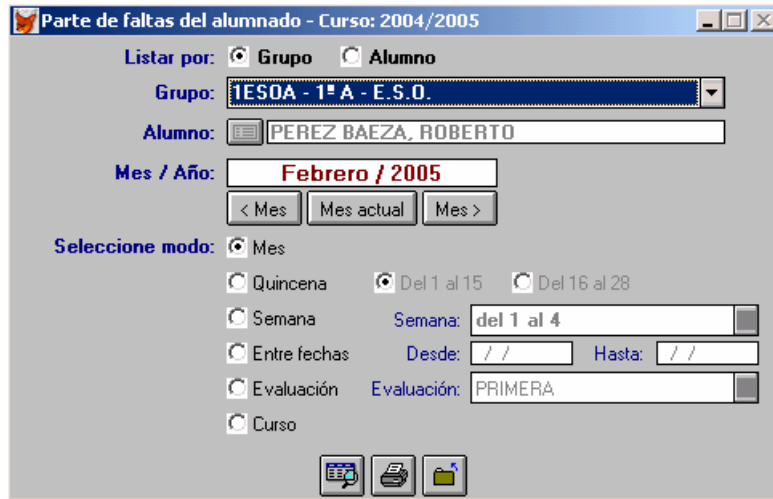 Parte de faltas del alumnado - Curso: 2004/2005
Listar por: Grupo Alumno
Grupo: 1ESOA - 1º A - E.S.O.
Alumno: PEREZ BAEZA, ROBERTO
Mes / Año: Febrero / 2005
< Mes Mes actual Mes >
Seleccione modo: Mes
Quincena Del 1 al 15 Del 16 al 28
Semana Semana: del 1 al 4
Entre fechas Desde: / / Hasta: / /
Evaluación Evaluación: PRIMERA
Curso